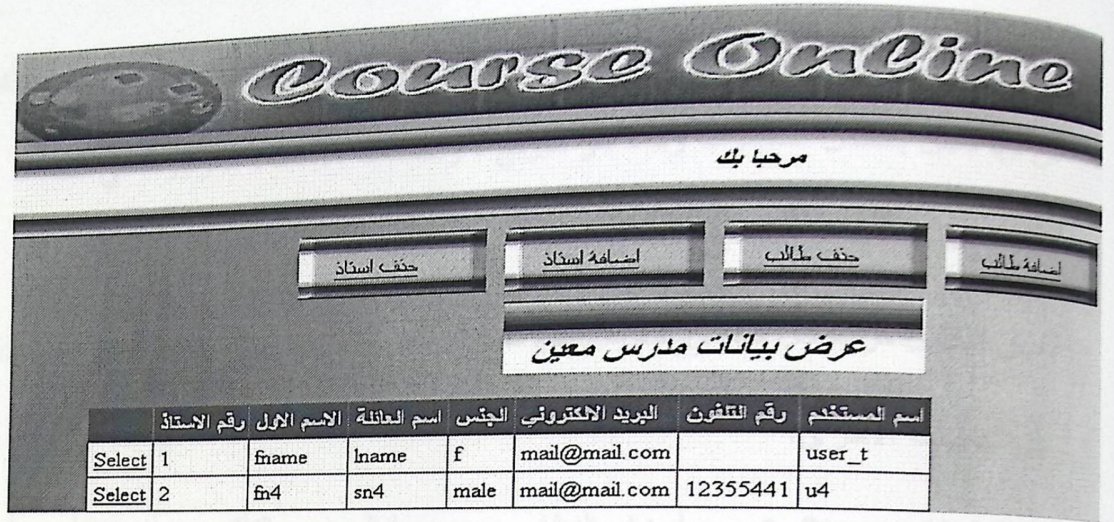 Course Online
مرحبا بك
اضافة طالب حذف طالب اضافة استاذ حذف استاذ
عرض بيانات مدرس معين
رقم الاستاذ الاسم الاول اسم العائلة الجنس البريد الالكتروني رقم التلفون اسم المستخدم
Select 1 fname lname f mail@mail.com user_t
Select 2 fn4 sn4 male mail@mail.com 12355441 u4